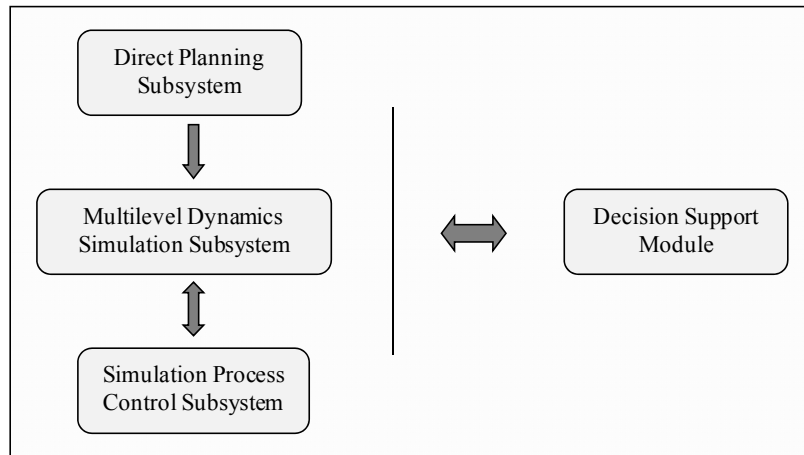 Direct Planning
Subsystem
Multilevel Dynamics
Simulation Subsystem
Decision Support
Module
Simulation Process
Control Subsystem